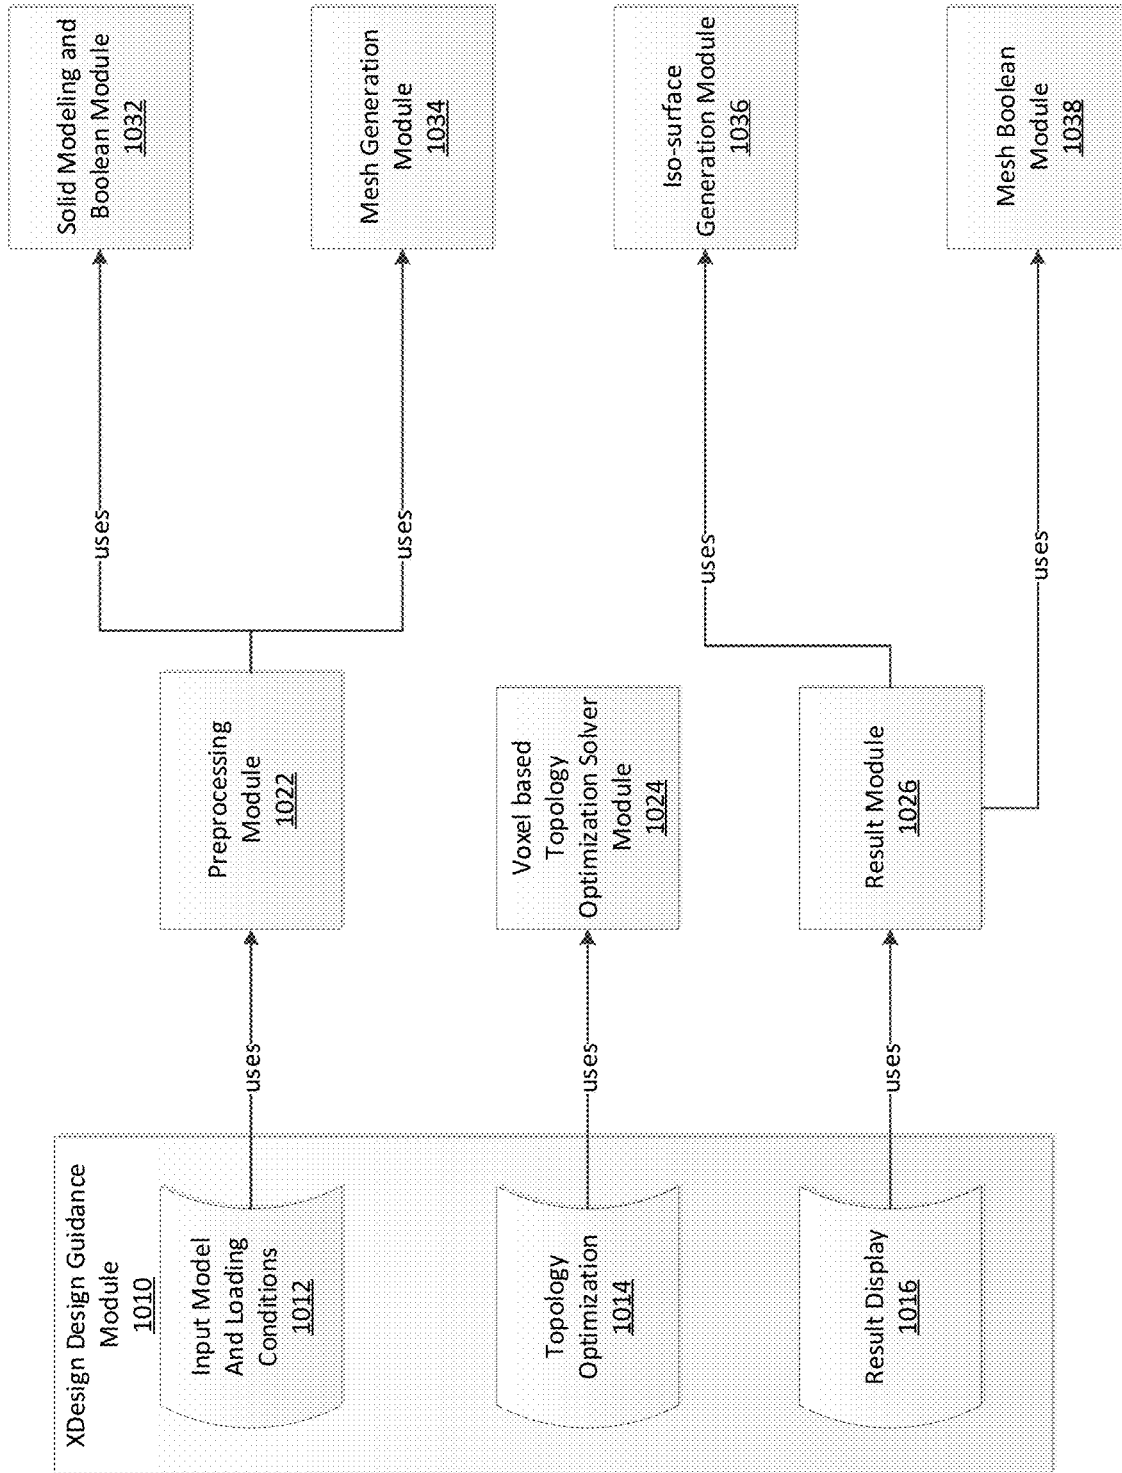 XDesign Design Guidance
Module
1010
Input Model
And Loading
Conditions
1012
Topology
Optimization
1014
Result Display
1016
uses
uses
uses
Preprocessing
Module
1022
Voxel based
Topology
Optimization Solver
Module
1024
Result Module
1026
uses
uses
uses
uses
Solid Modeling and
Boolean Module
1032
Mesh Generation
Module
1034
Iso-surface
Generation Module
1036
Mesh Boolean
Module
1038